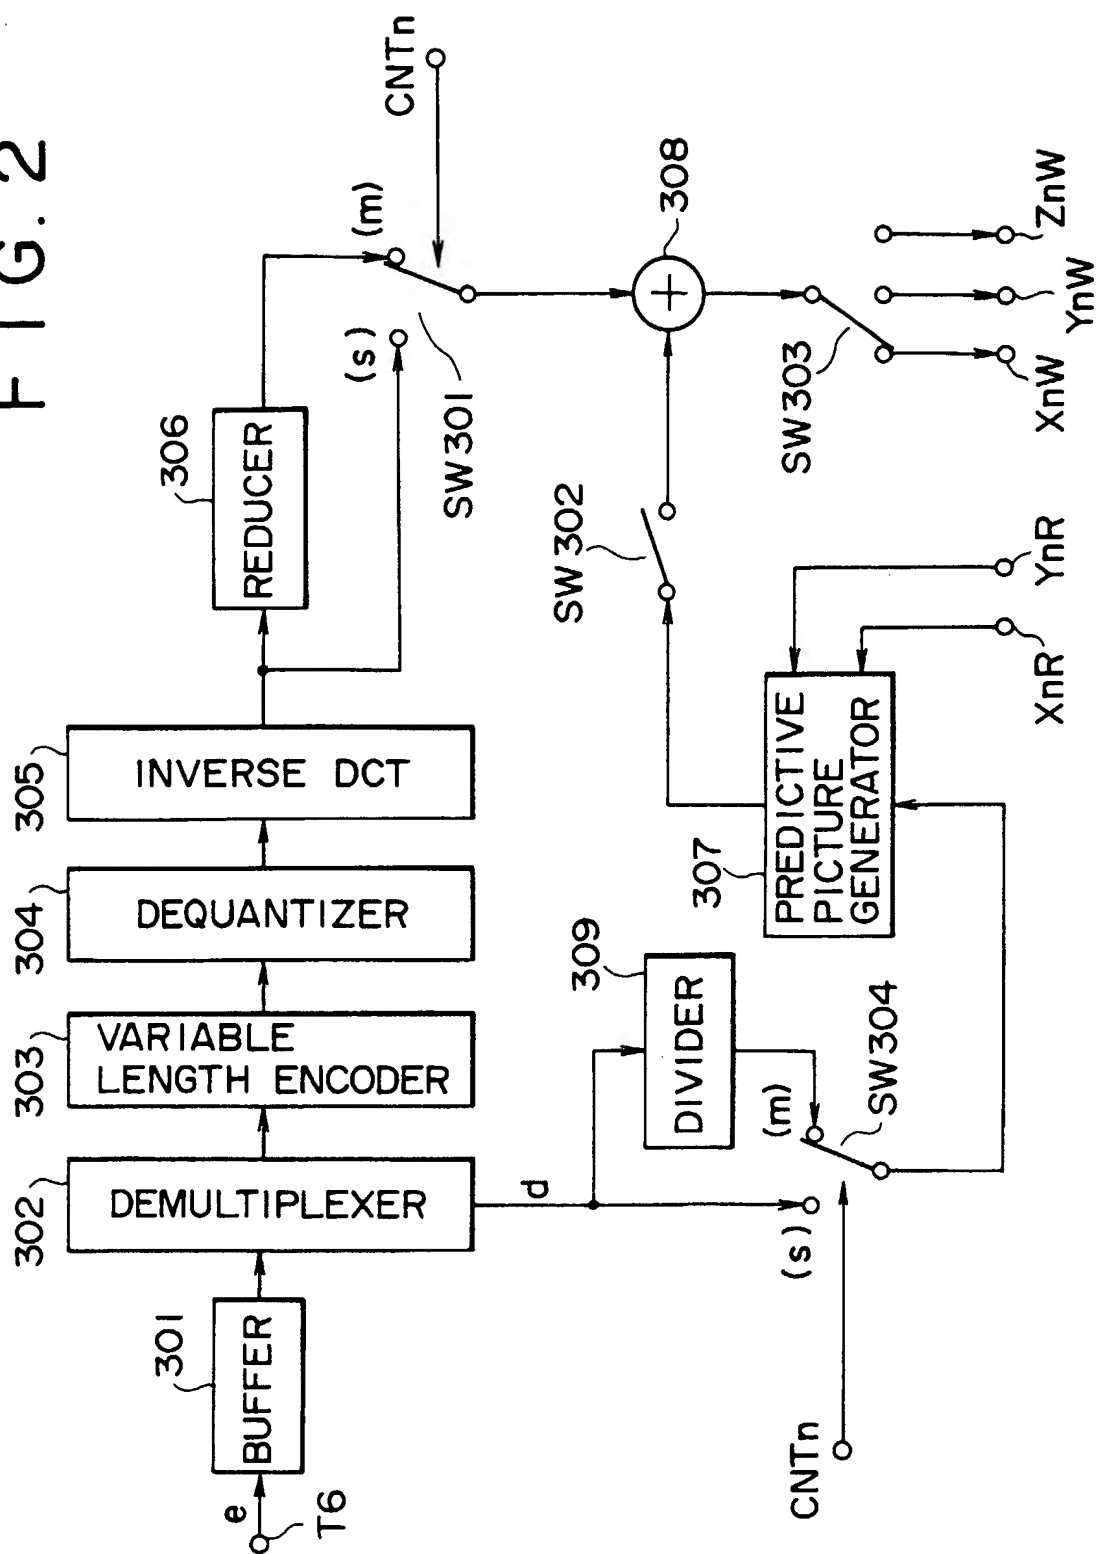 FIG. 2
305
INVERSE DCT
304
DEQUANTIZER
303
VARIABLE
LENGTH ENCODER
302
DEMULTIPLEXER
301
BUFFER
e
T6
306
REDUCER
(m)
(s)
SW301
CNTn
308
+
SW302
SW303
XnW
YnW
ZnW
307
PREDICTIVE
PICTURE
GENERATOR
XnR
YnR
309
DIVIDER
d
(m)
(s)
SW304
CNTn